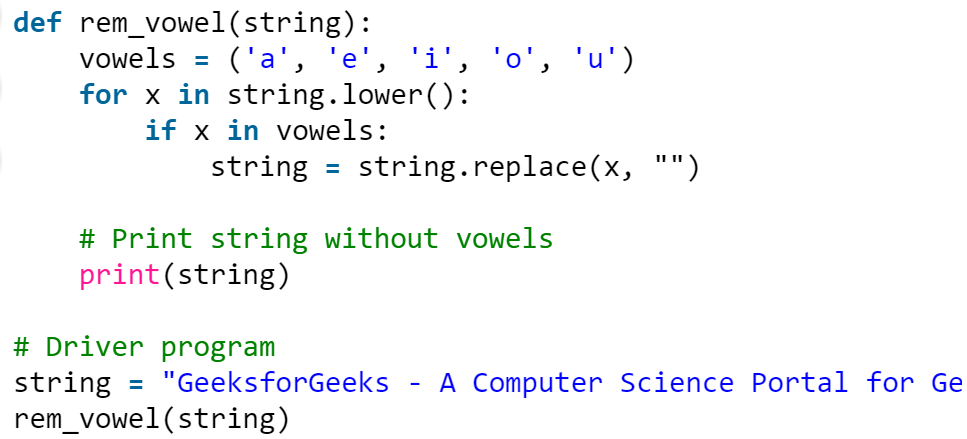 def rem_vowel(string):
    vowels = ('a', 'e', 'i', 'o', 'u')
    for x in string.lower():
        if x in vowels:
            string = string.replace(x, "")
    # Print string without vowels
    print(string)
# Driver program
string = "GeeksforGeeks - A Computer Science Portal for Ge
rem_vowel(string)